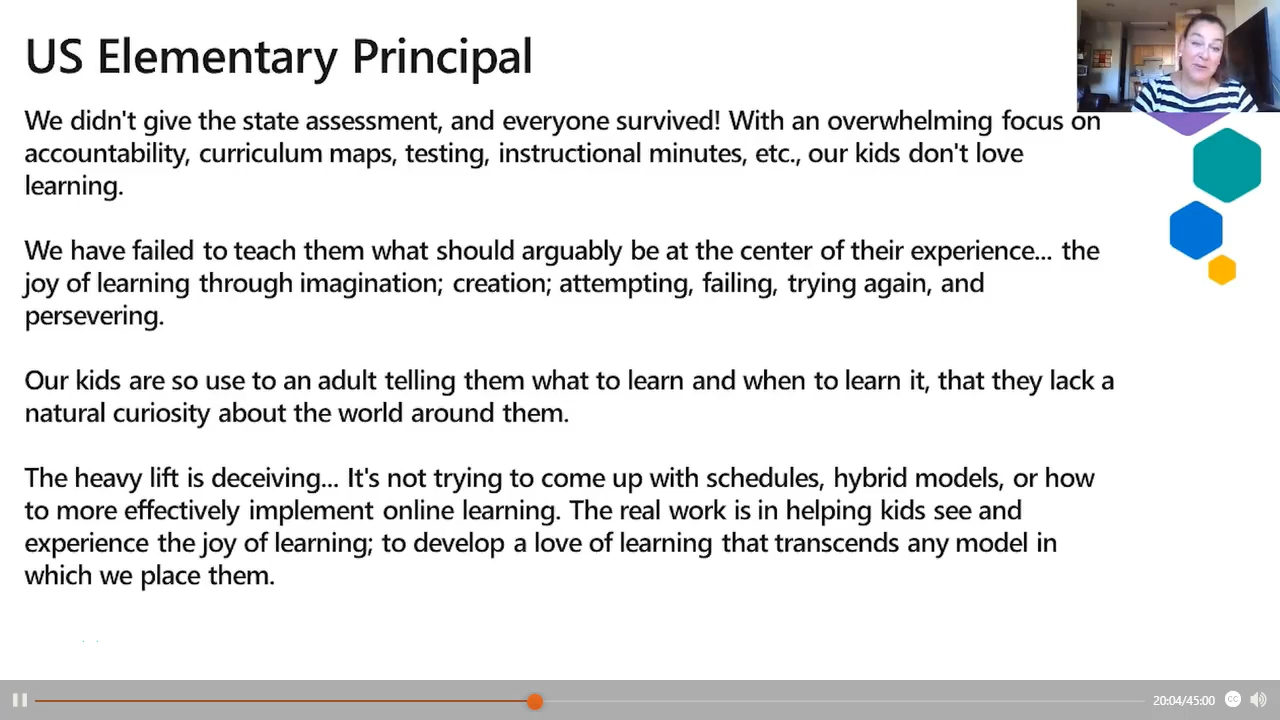 US Elementary Principal
We didn't give the state assessment, and everyone survived! With an overwhelming focus on
accountability, curriculum maps, testing, instructional minutes, etc., our kids don't love
learning.
We have failed to teach them what should arguably be at the center of their experience... the
joy of learning through imagination; creation; attempting, failing, trying again, and
persevering.
Our kids are so use to an adult telling them what to learn and when to learn it, that they lack a
natural curiosity about the world around them.
The heavy lift is deceiving... It's not trying to come up with schedules, hybrid models, or how
to more effectively implement online learning. The real work is in helping kids see and
experience the joy of learning; to develop a love of learning that transcends any model in
which we place them.
20:04/45:00
CC